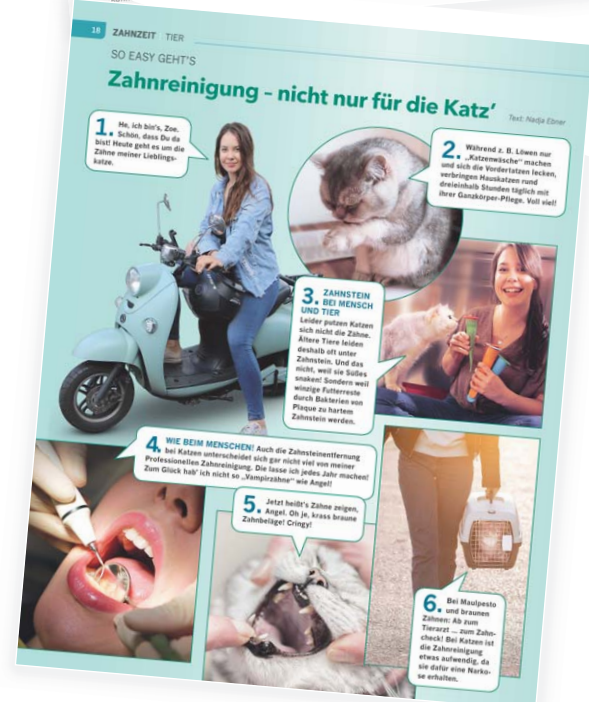 18 ZAHNZEIT TIER
SO EASY GEHT'S
Zahnreinigung – nicht nur für die Katz’
Text: Nadja Ebner
1. He, ich bin's, Zoe.
Schön, dass Du da
bist! Heute geht es um die
Zähne meiner Lieblings-
katze.
2. Während z. B. Löwen nur
„Katzenwäsche“ machen
und sich die Vordertatzen lecken,
verbringen Hauskatzen rund
dreieinhalb Stunden täglich mit
ihrer Ganzkörper-Pflege. Voll viel!
3. ZAHNSTEIN
BEI MENSCH
UND TIER
Leider putzen Katzen
sich nicht die Zähne.
Ältere Tiere leiden
deshalb oft unter
Zahnstein. Und das
nicht, weil sie Süßes
snaken! Sondern weil
winzige Futterreste
durch Bakterien von
Plaque zu hartem
Zahnstein werden.
4. WIE BEIM MENSCHEN! Auch die Zahnsteinentfernung
bei Katzen unterscheidet sich gar nicht viel von meiner
Professionellen Zahnreinigung. Die lasse ich jedes Jahr machen!
Zum Glück hab' ich nicht so „Vampirzähne“ wie Angel!
5. Jetzt heißt's Zähne zeigen,
Angel. Oh je, krass braune
Zahnbeläge! Cringy!
6. Bei Maulpesto
und braunen
Zähnen: Ab zum
Tierarzt ... zum Zahn-
check! Bei Katzen ist
die Zahnreinigung
etwas aufwendig, da
sie dafür eine Narko-
se erhalten.